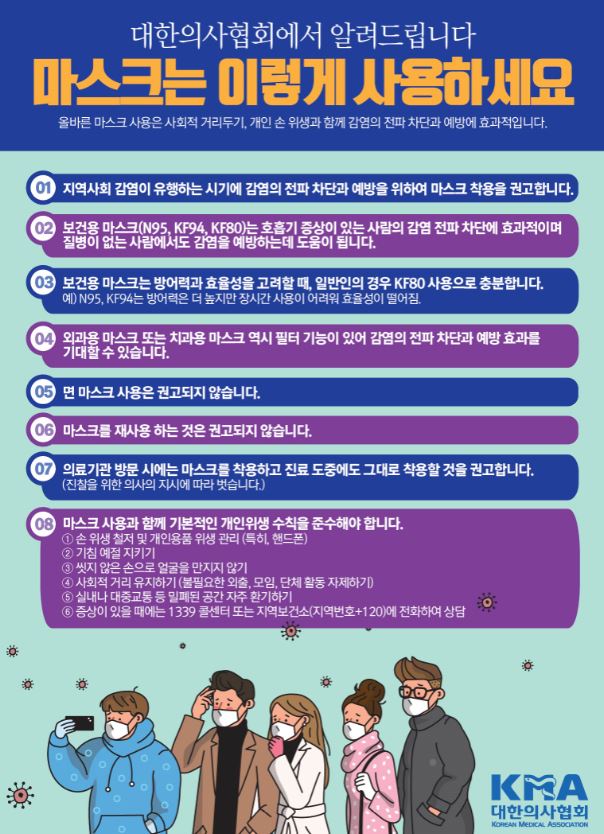 대한의사협회에서 알려드립니다
마스크는 이렇게 사용하세요
올바른 마스크 사용은 사회적 거리두기, 개인 손 위생과 함께 감염의 전파 차단과 예방에 효과적입니다.
01 지역사회 감염이 유행하는 시기에 감염의 전파 차단과 예방을 위하여 마스크 착용을 권고합니다.
02 보건용 마스크(N95, KF94, KF80)는 호흡기 증상이 있는 사람의 감염 전파 차단에 효과적이며
질병이 없는 사람에서도 감염을 예방하는데 도움이 됩니다.
03 보건용 마스크는 방어력과 효율성을 고려할 때, 일반인의 경우 KF80 사용으로 충분합니다.
예) N95, KF94는 방어력은 더 높지만 장시간 사용이 어려워 효율성이 떨어짐.
04 외과용 마스크 또는 치과용 마스크 역시 필터 기능이 있어 감염의 전파 차단과 예방 효과를
기대할 수 있습니다.
05 면 마스크 사용은 권고되지 않습니다.
06 마스크를 재사용 하는 것은 권고되지 않습니다.
07 의료기관 방문 시에는 마스크를 착용하고 진료 도중에도 그대로 착용할 것을 권고합니다.
(진찰을 위한 의사의 지시에 따라 벗습니다.)
08 마스크 사용과 함께 기본적인 개인위생 수칙을 준수해야 합니다.
① 손 위생 철저 및 개인용품 위생 관리 (특히, 핸드폰)
② 기침 예절 지키기
③ 씻지 않은 손으로 얼굴을 만지지 않기
④ 사회적 거리 유지하기 (불필요한 외출, 모임, 단체 활동 자제하기)
⑤ 실내나 대중교통 등 밀폐된 공간 자주 환기하기
⑥ 증상이 있을 때에는 1339 콜센터 또는 지역보건소(지역번호+120)에 전화하여 상담
KMA
대한의사협회
KOREAN MEDICAL ASSOCIATION